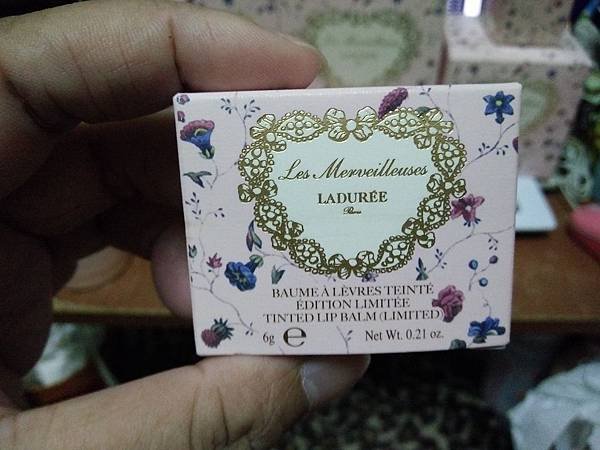 Les Merveilleuses
LADURÉE
Paris
BAUME À LÈVRES TEINTÉ
ÉDITION LIMITÉE
TINTED LIP BALM (LIMITED)
6g e Net Wt. 0.21 oz.